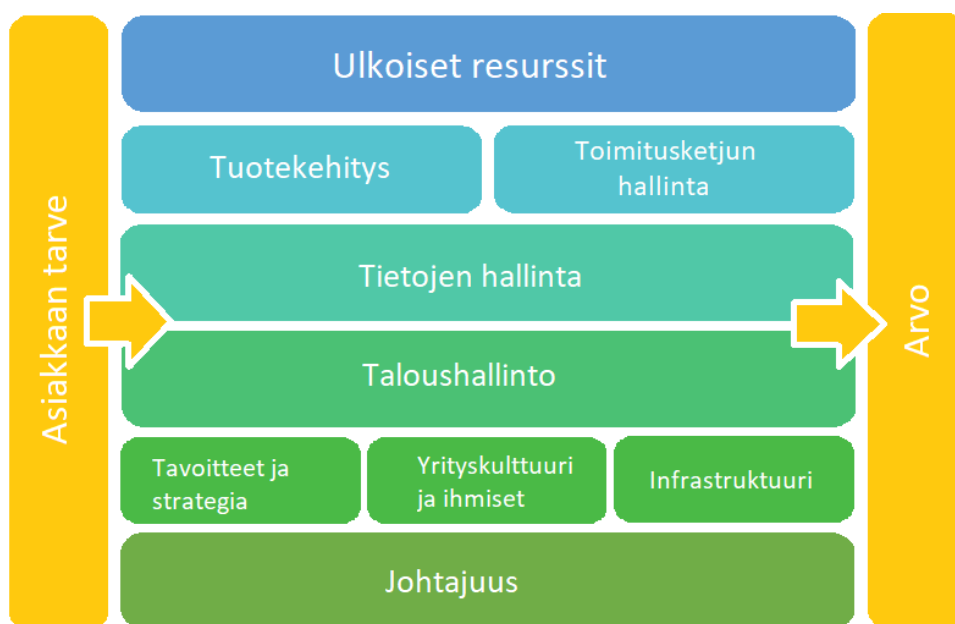 Asiakkaan tarve
Ulkoiset resurssit
Tuotekehitys
Toimitusketjun
hallinta
Tietojen hallinta
Taloushallinto
Tavoitteet ja
strategia
Yrityskulttuuri
ja ihmiset
Infrastruktuuri
Johtajuus
Arvo